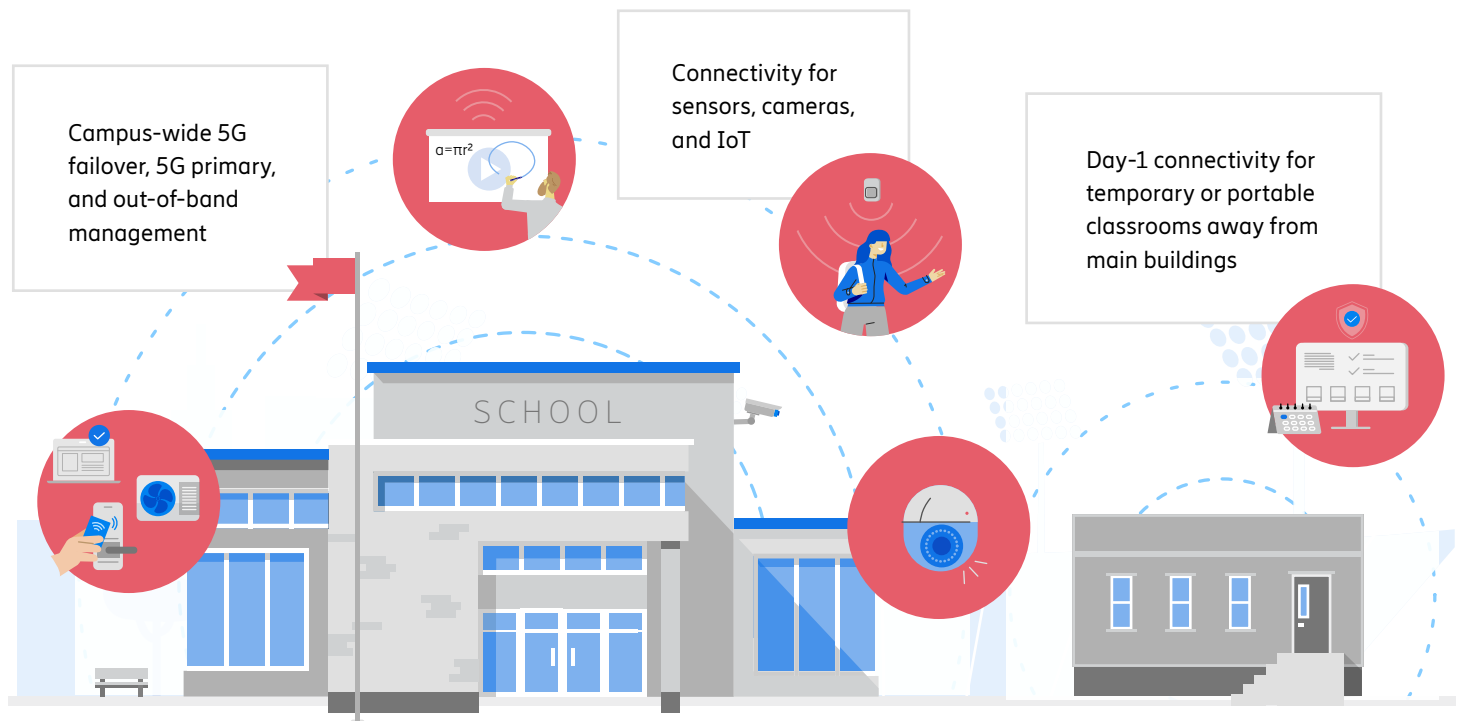 Campus-wide 5G
failover, 5G primary,
and out-of-band
management
a=πr²
Connectivity for
sensors, cameras,
and IoT
Day-1 connectivity for
temporary or portable
classrooms away from
main buildings
SCHOOL